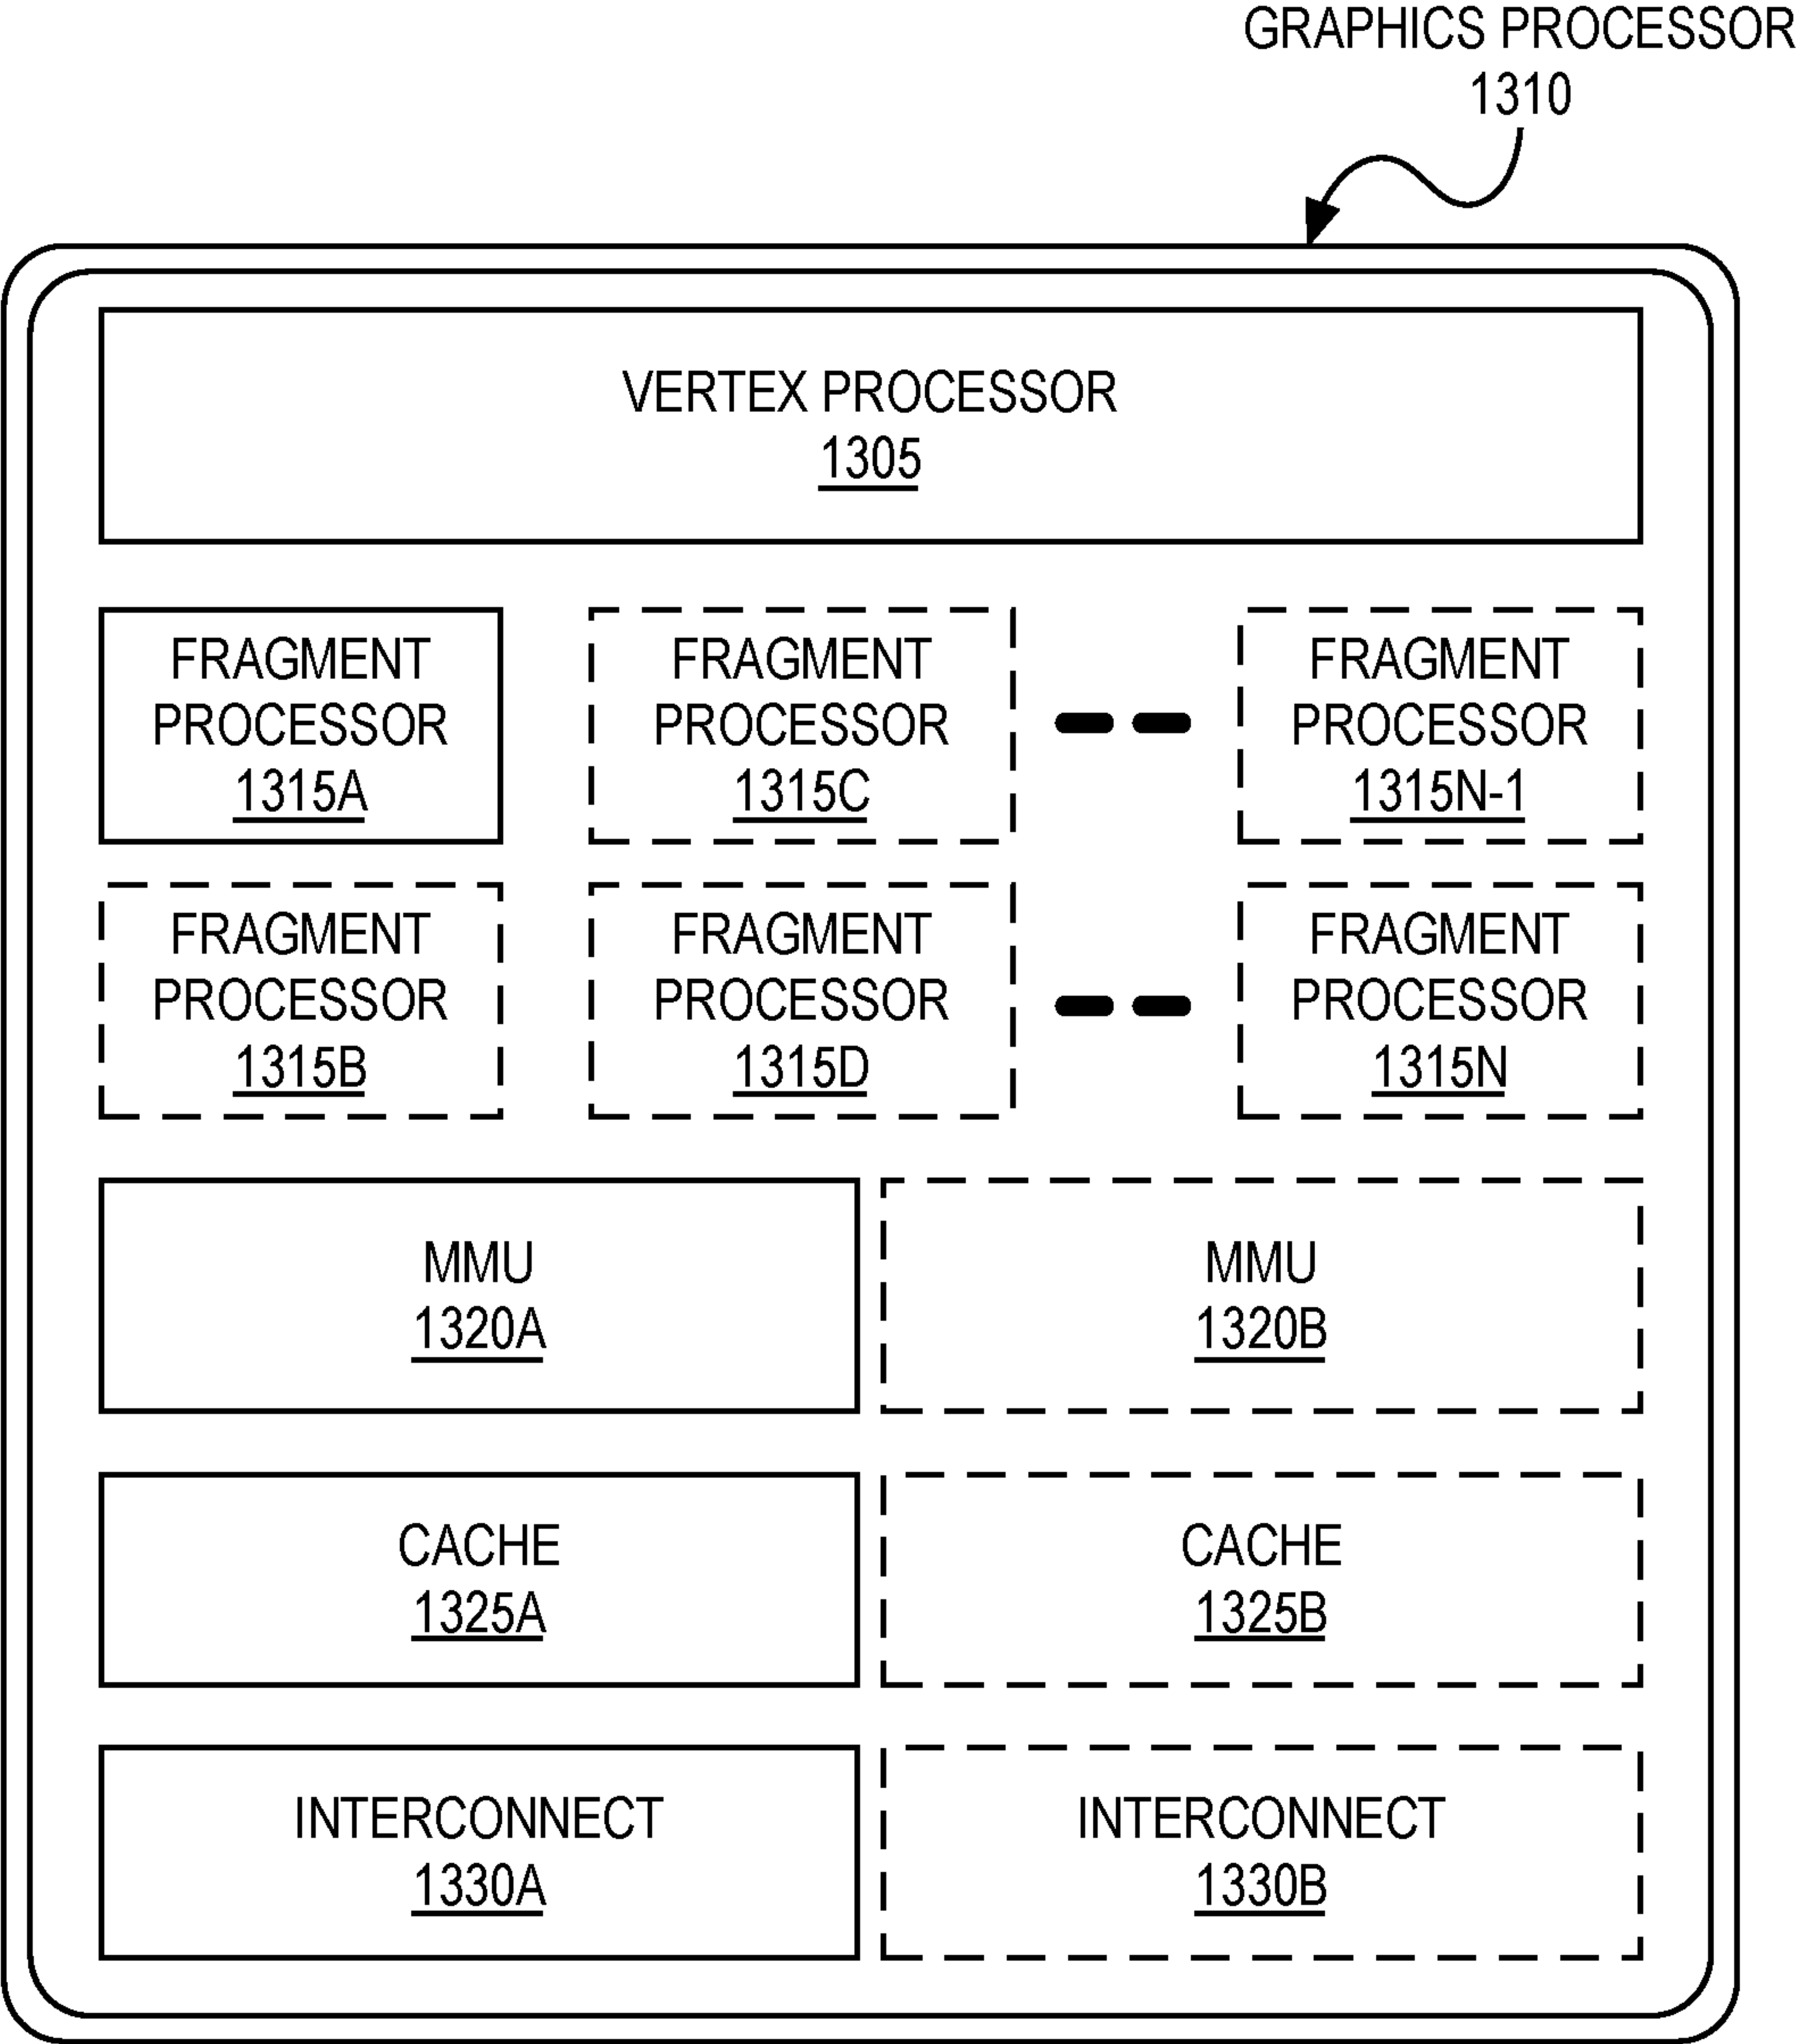 GRAPHICS PROCESSOR
1310
VERTEX PROCESSOR
1305
FRAGMENT
PROCESSOR
1315A
FRAGMENT
PROCESSOR
1315C
FRAGMENT
PROCESSOR
1315N-1
FRAGMENT
PROCESSOR
1315B
FRAGMENT
PROCESSOR
1315D
FRAGMENT
PROCESSOR
1315N
MMU
1320A
MMU
1320B
CACHE
1325A
CACHE
1325B
INTERCONNECT
1330A
INTERCONNECT
1330B